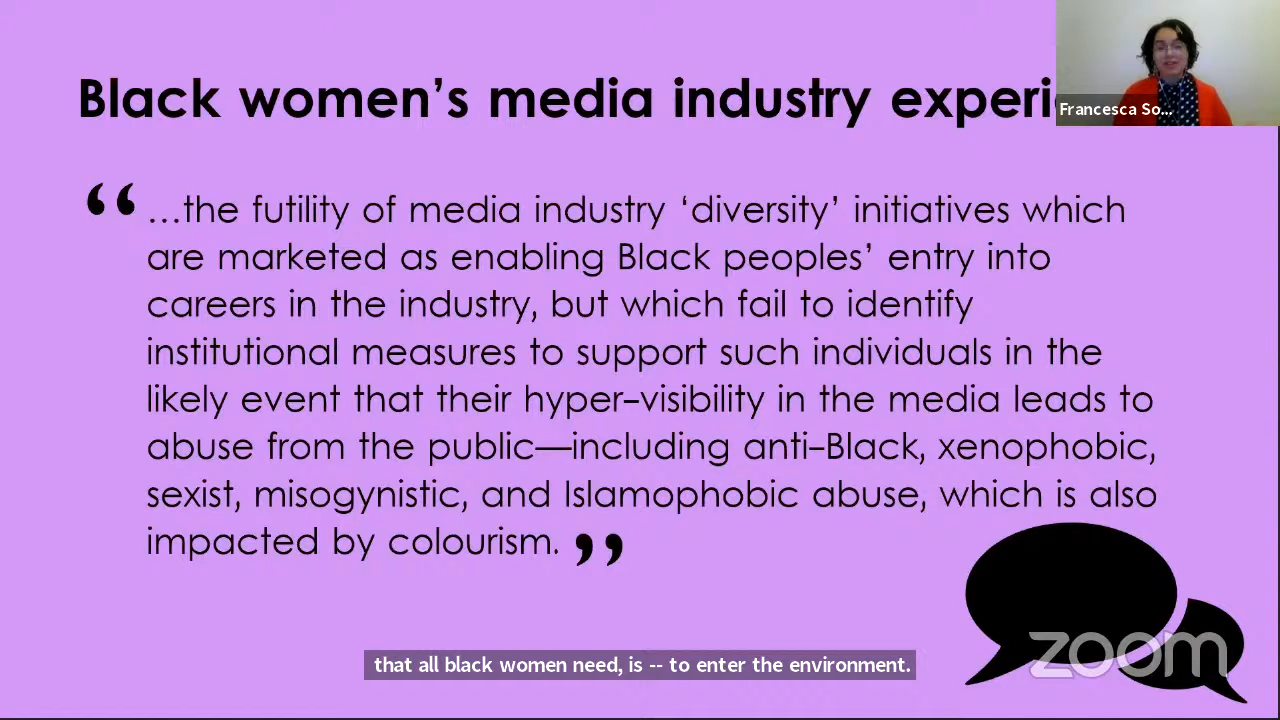 Black women’s media industry experi
Francesca So...
“…the futility of media industry ‘diversity’ initiatives which
are marketed as enabling Black peoples’ entry into
careers in the industry, but which fail to identify
institutional measures to support such individuals in the
likely event that their hyper-visibility in the media leads to
abuse from the public—including anti-Black, xenophobic,
sexist, misogynistic, and Islamophobic abuse, which is also
impacted by colourism.”
that all black women need, is -- to enter the environment.
zoom